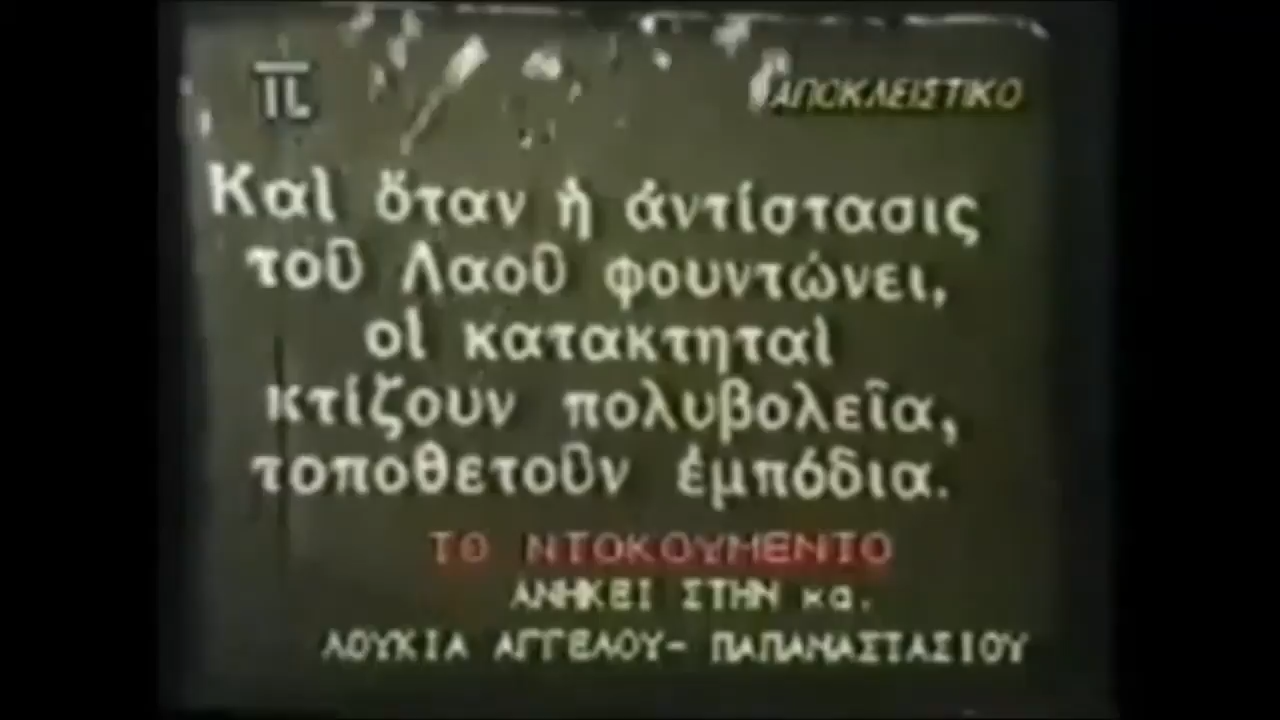 ΑΠΟΚΛΕΙΣΤΙΚΟ
Καὶ ὅταν ἡ ἀντίστασις
τοῦ Λαοῦ φουντώνει,
οἱ κατακτηταὶ
κτίζουν πολυβολεῖα,
τοποθετοῦν ἐμπόδια.
ΤΟ ΝΤΟΚΟΥΜΕΝΤΟ
ΑΝΗΚΕΙ ΣΤΗΝ κα.
ΛΟΥΚΙΑ ΑΓΓΕΛΟΥ- ΠΑΠΑΝΑΣΤΑΣΙΟΥ